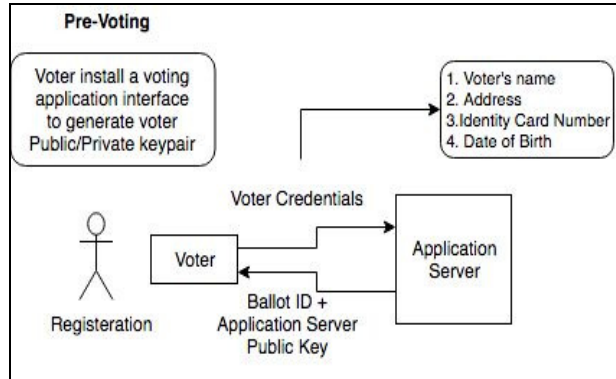 Pre-Voting
Voter install a voting
application interface
to generate voter
Public/Private keypair
1. Voter's name
2. Address
3.Identity Card Number
4. Date of Birth
Voter Credentials
Voter
Application
Server
Registeration
Ballot ID +
Application Server
Public Key